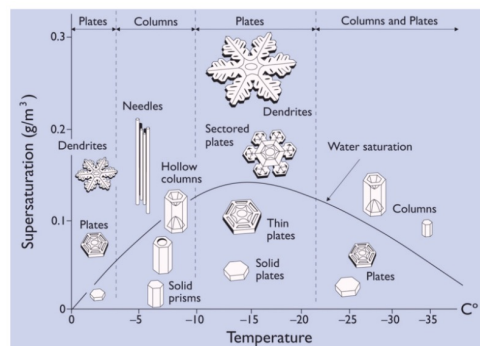 Plates
Columns
Plates
Columns and Plates
0.3
0.2
0.1
0
Supersaturation (g/m³)
Needles
Dendrites
Dendrites
Sectored
plates
Water saturation
Hollow
columns
Plates
Thin
plates
Columns
Solid
prisms
Solid
plates
Plates
0
–5
–10
–10
–15
–20
–25
–30
–35
C°
Temperature